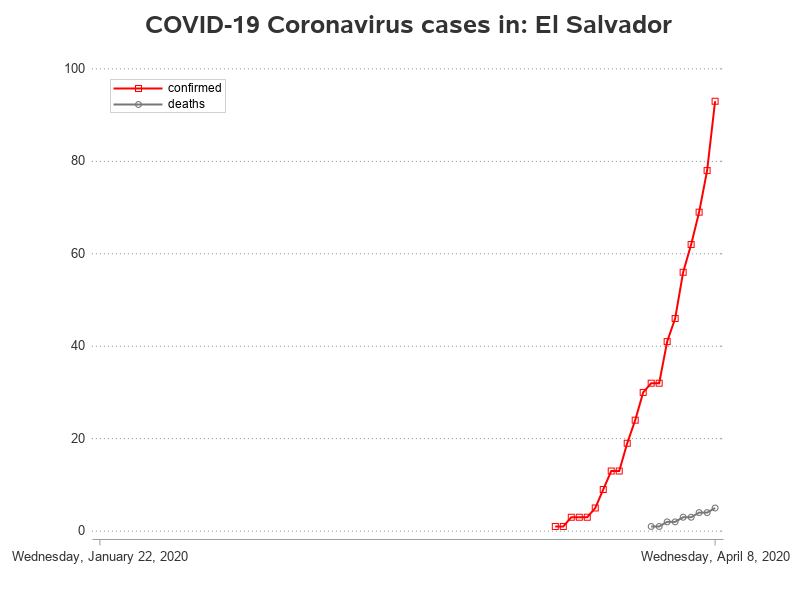 COVID-19 Coronavirus cases in: El Salvador
100
confirmed
deaths
80
60
40
20
0
Wednesday, January 22, 2020
Wednesday, April 8, 2020